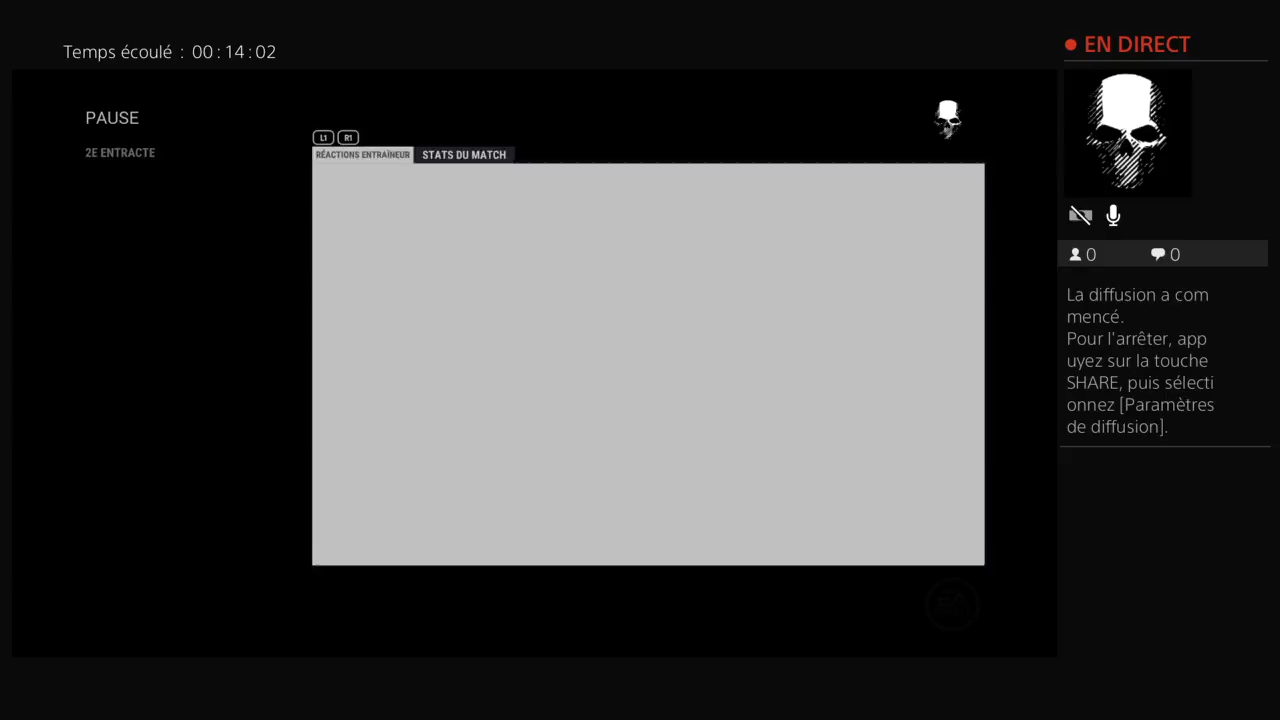 Temps écoulé : 00:14:02
EN DIRECT
PAUSE
2E ENTRACTE
L1 R1
RÉACTIONS ENTRAÎNEUR STATS DU MATCH
0 0
La diffusion a com
mencé.
Pour l'arrêter, app
uyez sur la touche
SHARE, puis sélecti
onnez [Paramètres
de diffusion].